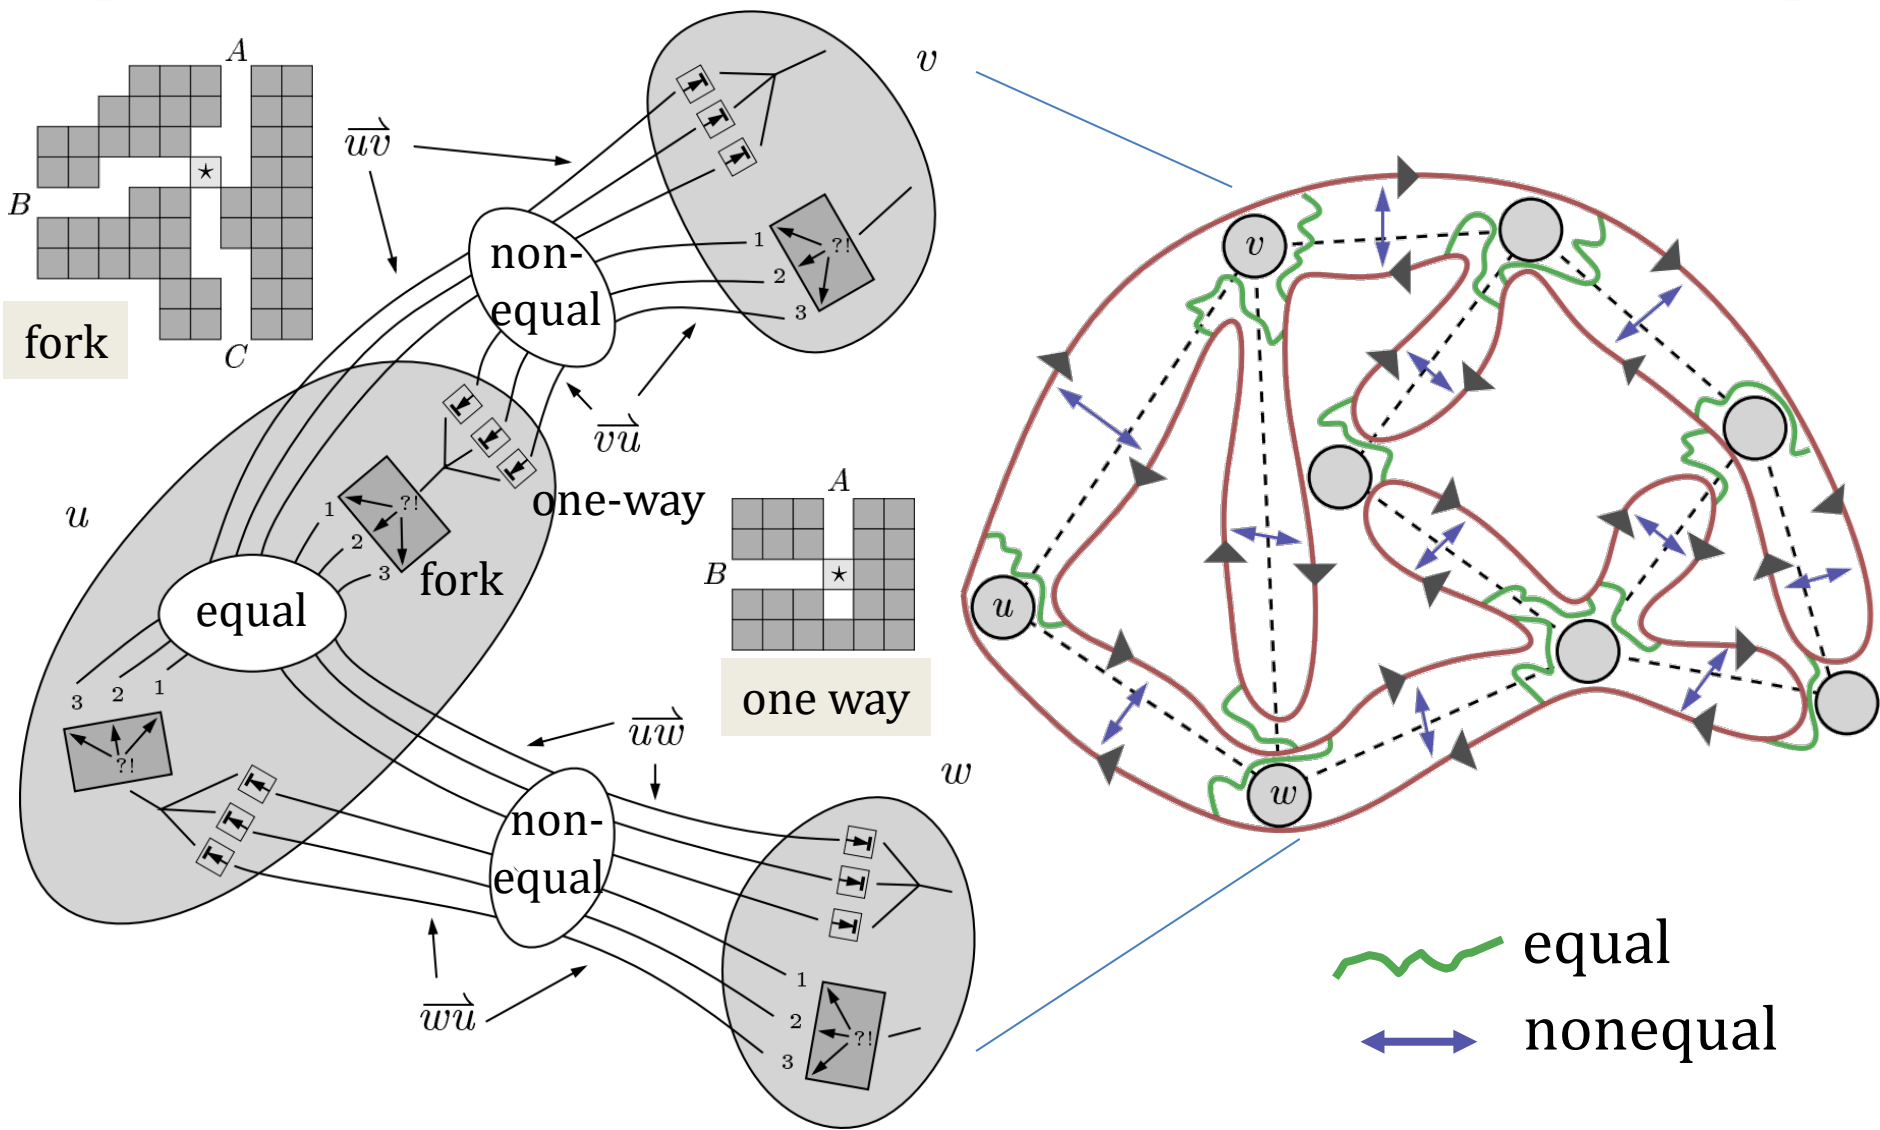 A
B
C
fork
uv
non-
equal
v
1
?!
2
3
vu
u
1
?!
2
3
one-way
fork
equal
A
B
one way
3
2
1
?!
uw
non-
equal
w
wu
1
2
?!
3
v
u
w
equal
nonequal